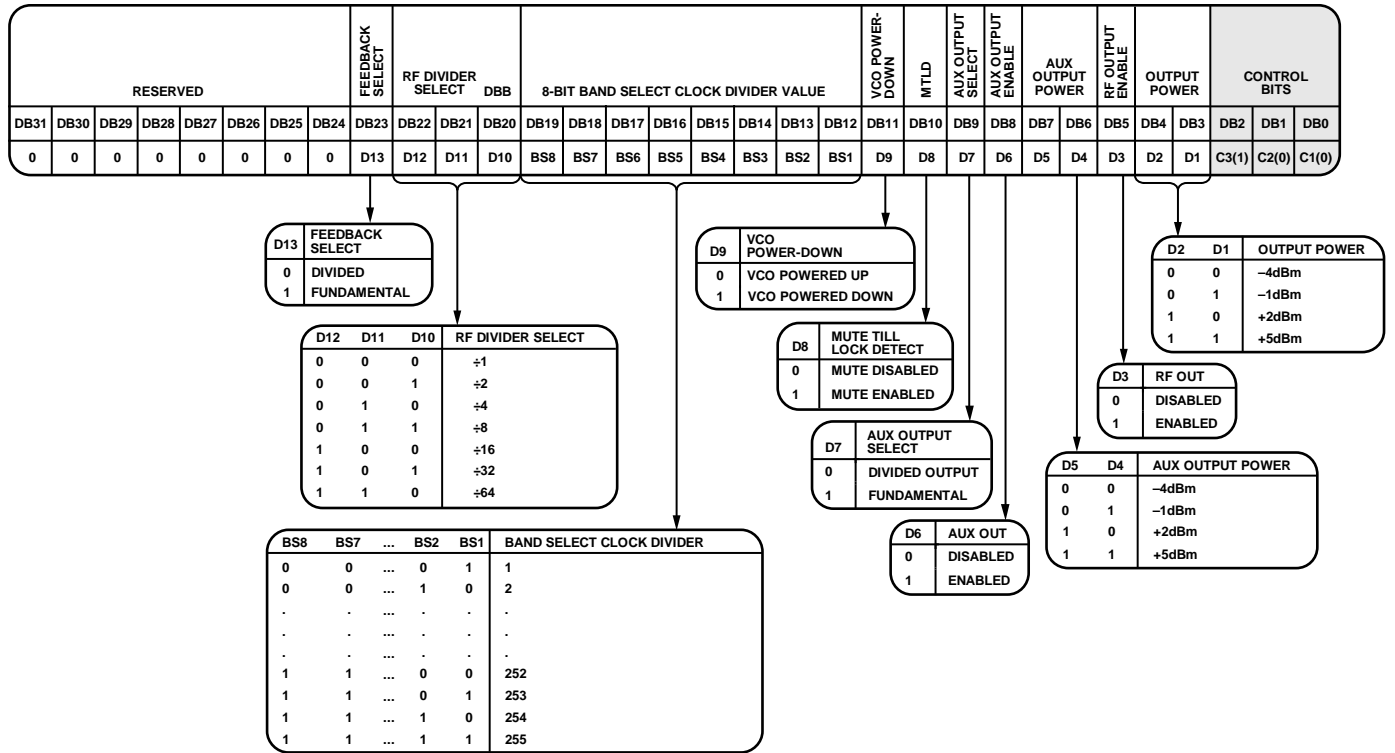 RESERVED
FEEDBACK
SELECT
RF DIVIDER
SELECT DBB
8-BIT BAND SELECT CLOCK DIVIDER VALUE
VCO POWER-
DOWN
MTLD
AUX OUTPUT
SELECT
AUX OUTPUT
ENABLE
AUX
OUTPUT
POWER
RF OUTPUT
ENABLE
OUTPUT
POWER
CONTROL
BITS
DB31 DB30 DB29 DB28 DB27 DB26 DB25 DB24 DB23 DB22 DB21 DB20 DB19 DB18 DB17 DB16 DB15 DB14 DB13 DB12 DB11 DB10 DB9 DB8 DB7 DB6 DB5 DB4 DB3 DB2 DB1 DB0
0 0 0 0 0 0 0 0 D13 D12 D11 D10 BS8 BS7 BS6 BS5 BS4 BS3 BS2 BS1 D9 D8 D7 D6 D5 D4 D3 D2 D1 C3(1) C2(0) C1(0)
D13 FEEDBACK
SELECT
0 DIVIDED
1 FUNDAMENTAL
D12 D11 D10 RF DIVIDER SELECT
0 0 0 ÷1
0 0 1 ÷2
0 1 0 ÷4
0 1 1 ÷8
1 0 0 ÷16
1 0 1 ÷32
1 1 0 ÷64
BS8 BS7 ... BS2 BS1 BAND SELECT CLOCK DIVIDER
0 0 ... 0 1 1
0 0 ... 1 0 2
. . ... . . .
. . ... . . .
. . ... . . .
1 1 ... 0 0 252
1 1 ... 0 1 253
1 1 ... 1 0 254
1 1 ... 1 1 255
D9 VCO
POWER-DOWN
0 VCO POWERED UP
1 VCO POWERED DOWN
D8 MUTE TILL
LOCK DETECT
0 MUTE DISABLED
1 MUTE ENABLED
D7 AUX OUTPUT
SELECT
0 DIVIDED OUTPUT
1 FUNDAMENTAL
D6 AUX OUT
0 DISABLED
1 ENABLED
D5 D4 AUX OUTPUT POWER
0 0 –4dBm
0 1 –1dBm
1 0 +2dBm
1 1 +5dBm
D3 RF OUT
0 DISABLED
1 ENABLED
D2 D1 OUTPUT POWER
0 0 –4dBm
0 1 –1dBm
1 0 +2dBm
1 1 +5dBm